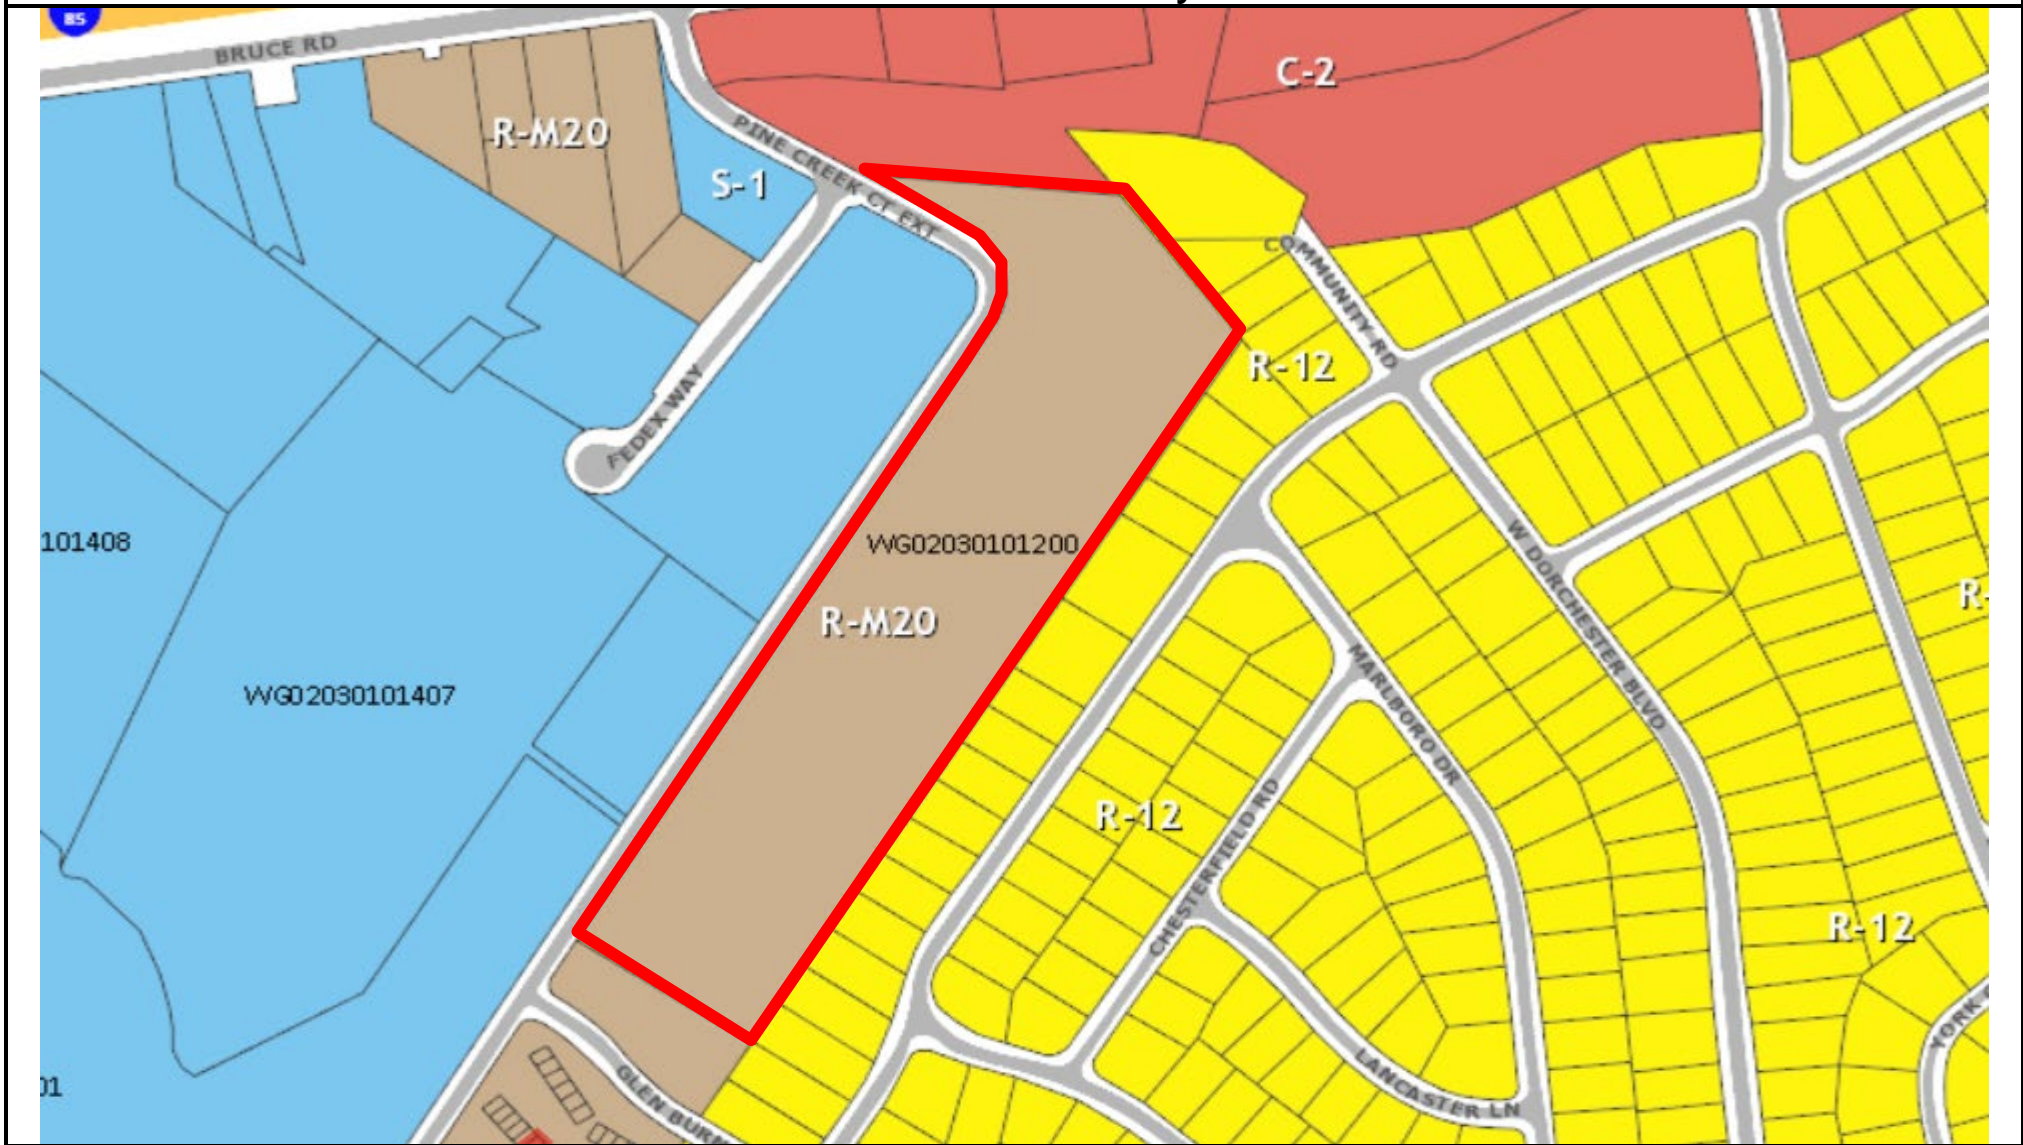 85
BRUCE RD
C-2
R-M20
PINE CREEK CT EXT
S-1
COMMUNITY RD
R-12
FEDEX WAY
101408
WG02030101200
W DORCHESTER BLVD
R-
R-M20
WG02030101407
MARLBORO DR
R-12
CHESTERFIELD RD
R-12
YORK
LANCASTER LN
01
GLEN BURN